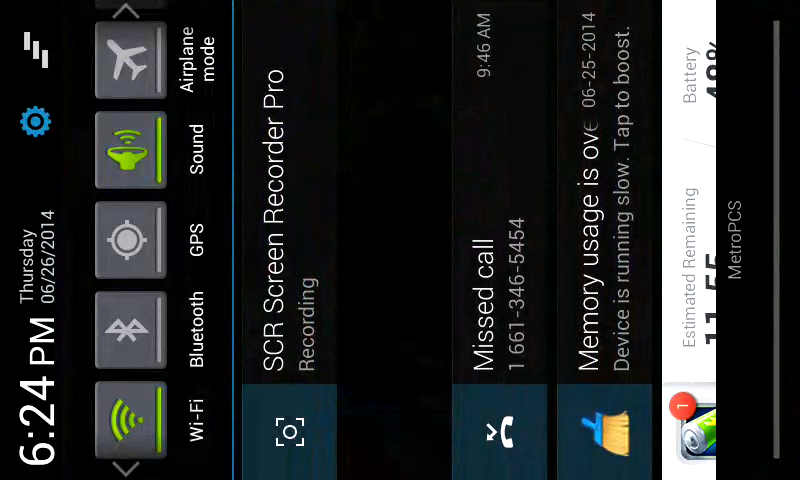 6:24 PM
Thursday
06/26/2014
Wi-Fi
Bluetooth
GPS
Sound
Airplane
mode
SCR Screen Recorder Pro
Recording
Missed call 9:46 AM
1 661-346-5454
Memory usage is ove 06-25-2014
Device is running slow. Tap to boost.
1
Estimated Remaining Battery
MetroPCS